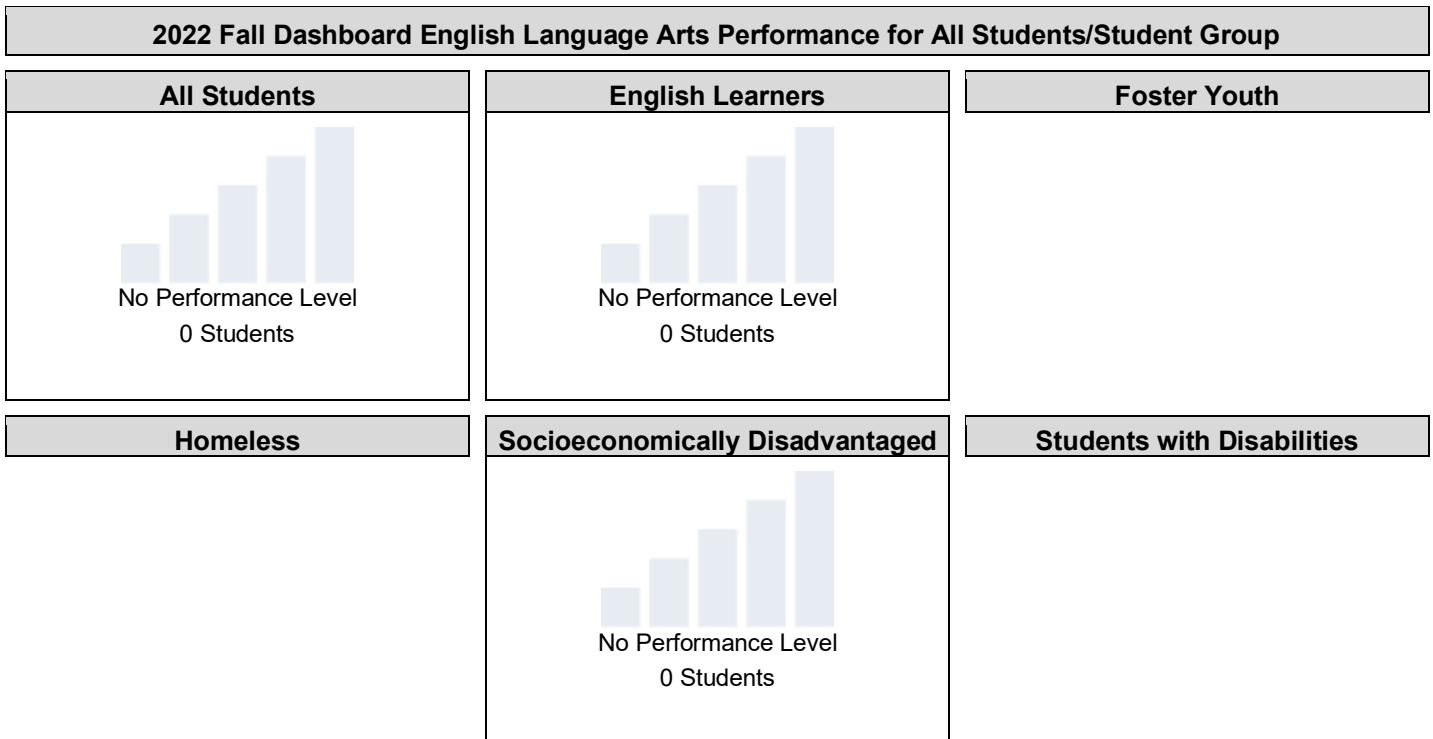 2022 Fall Dashboard English Language Arts Performance for All Students/Student Group
All Students
No Performance Level
0 Students
English Learners
No Performance Level
0 Students
Foster Youth
Homeless
Socioeconomically Disadvantaged
No Performance Level
0 Students
Students with Disabilities